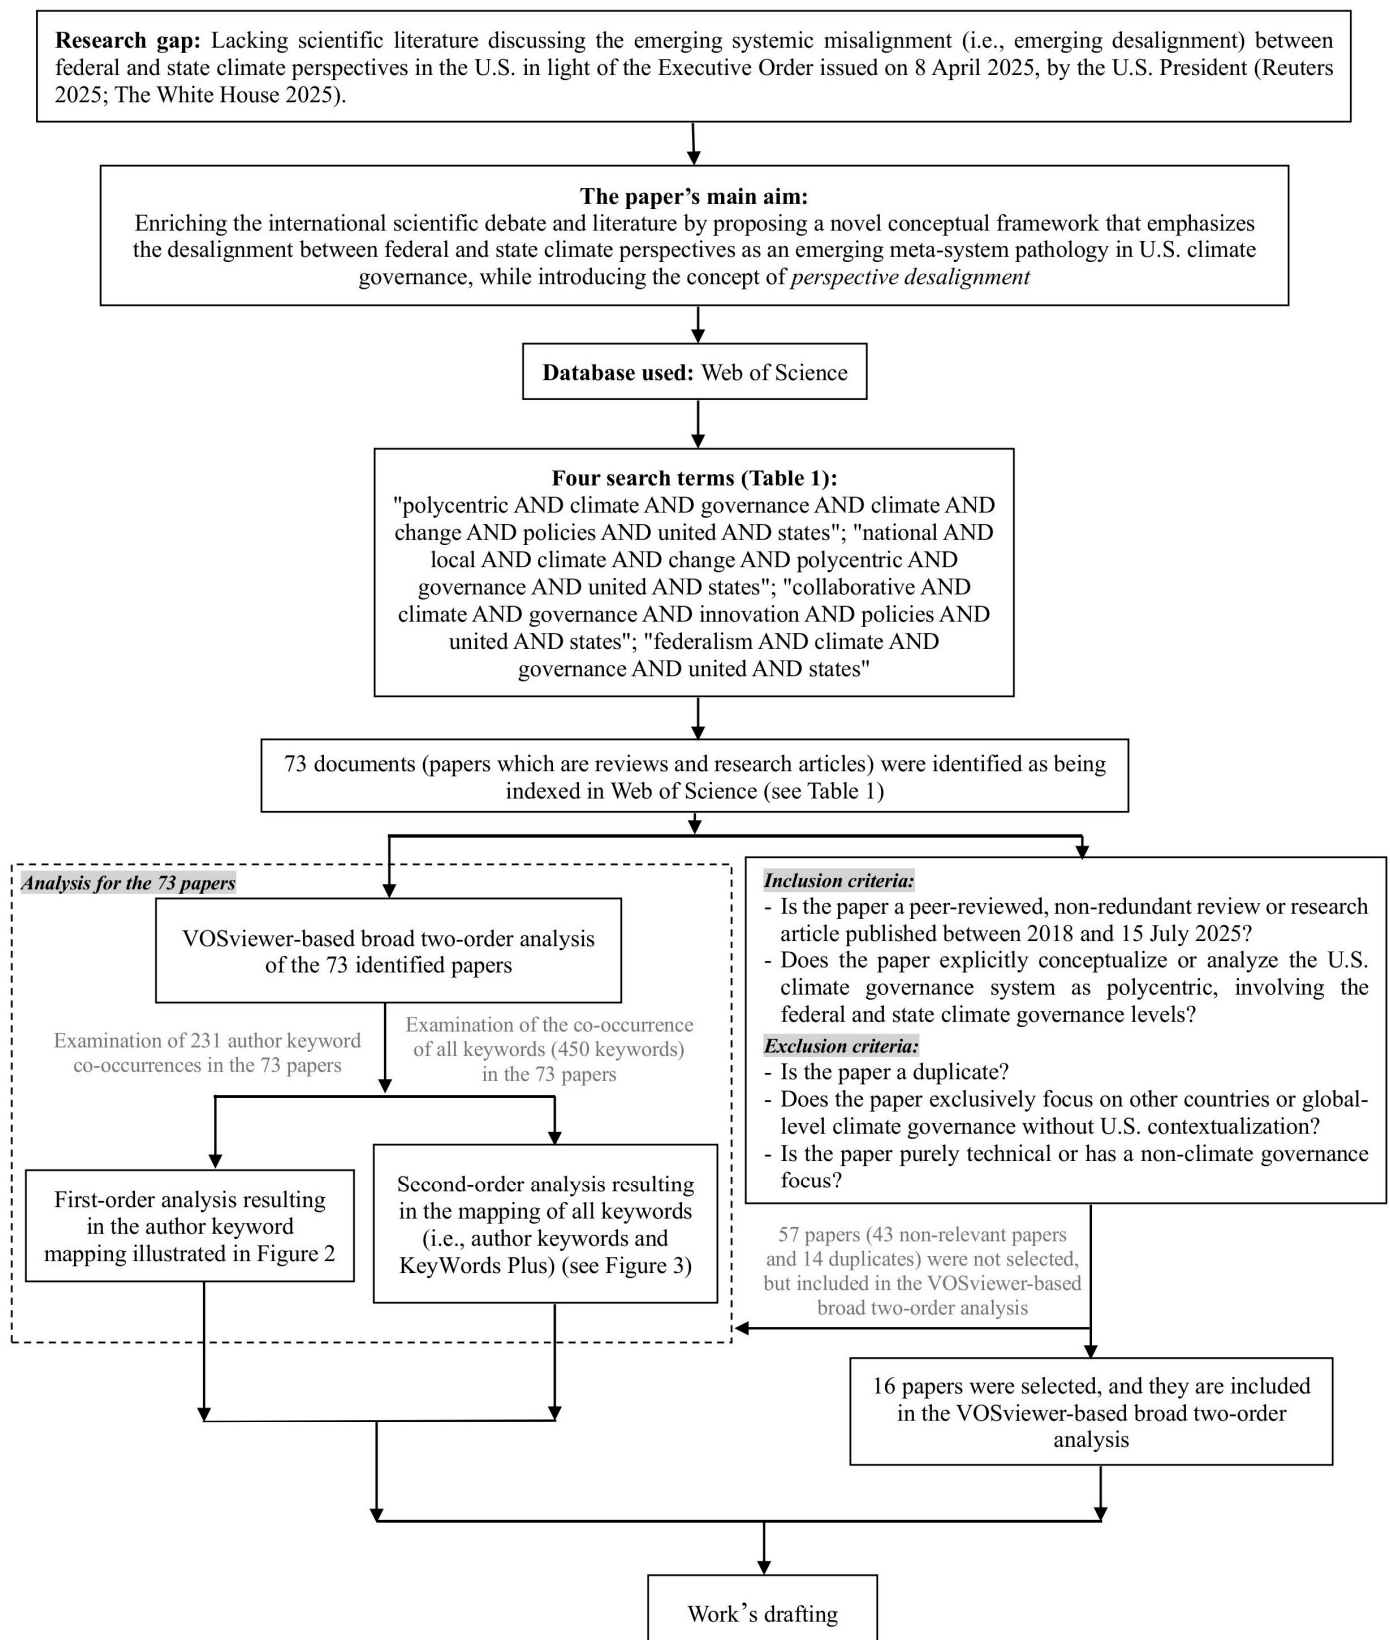 Research gap: Lacking scientific literature discussing the emerging systemic misalignment (i.e., emerging desalignment) between
federal and state climate perspectives in the U.S. in light of the Executive Order issued on 8 April 2025, by the U.S. President (Reuters
2025; The White House 2025).
The paper’s main aim:
Enriching the international scientific debate and literature by proposing a novel conceptual framework that emphasizes
the desalignment between federal and state climate perspectives as an emerging meta-system pathology in U.S. climate
governance, while introducing the concept of perspective desalignment
Database used: Web of Science
Four search terms (Table 1):
"polycentric AND climate AND governance AND climate AND
change AND policies AND united AND states"; "national AND
local AND climate AND change AND polycentric AND
governance AND united AND states"; "collaborative AND
climate AND governance AND innovation AND policies AND
united AND states"; "federalism AND climate AND
governance AND united AND states"
73 documents (papers which are reviews and research articles) were identified as being
indexed in Web of Science (see Table 1)
Analysis for the 73 papers
VOSviewer-based broad two-order analysis
of the 73 identified papers
Examination of 231 author keyword
co-occurrences in the 73 papers
Examination of the co-occurrence
of all keywords (450 keywords)
in the 73 papers
First-order analysis resulting
in the author keyword
mapping illustrated in Figure 2
Second-order analysis resulting
in the mapping of all keywords
(i.e., author keywords and
KeyWords Plus) (see Figure 3)
Inclusion criteria:
- Is the paper a peer-reviewed, non-redundant review or research
article published between 2018 and 15 July 2025?
- Does the paper explicitly conceptualize or analyze the U.S.
climate governance system as polycentric, involving the
federal and state climate governance levels?
Exclusion criteria:
- Is the paper a duplicate?
- Does the paper exclusively focus on other countries or global-
level climate governance without U.S. contextualization?
- Is the paper purely technical or has a non-climate governance
focus?
57 papers (43 non-relevant papers
and 14 duplicates) were not selected,
but included in the VOSviewer-based
broad two-order analysis
16 papers were selected, and they are included
in the VOSviewer-based broad two-order
analysis
Work’s drafting